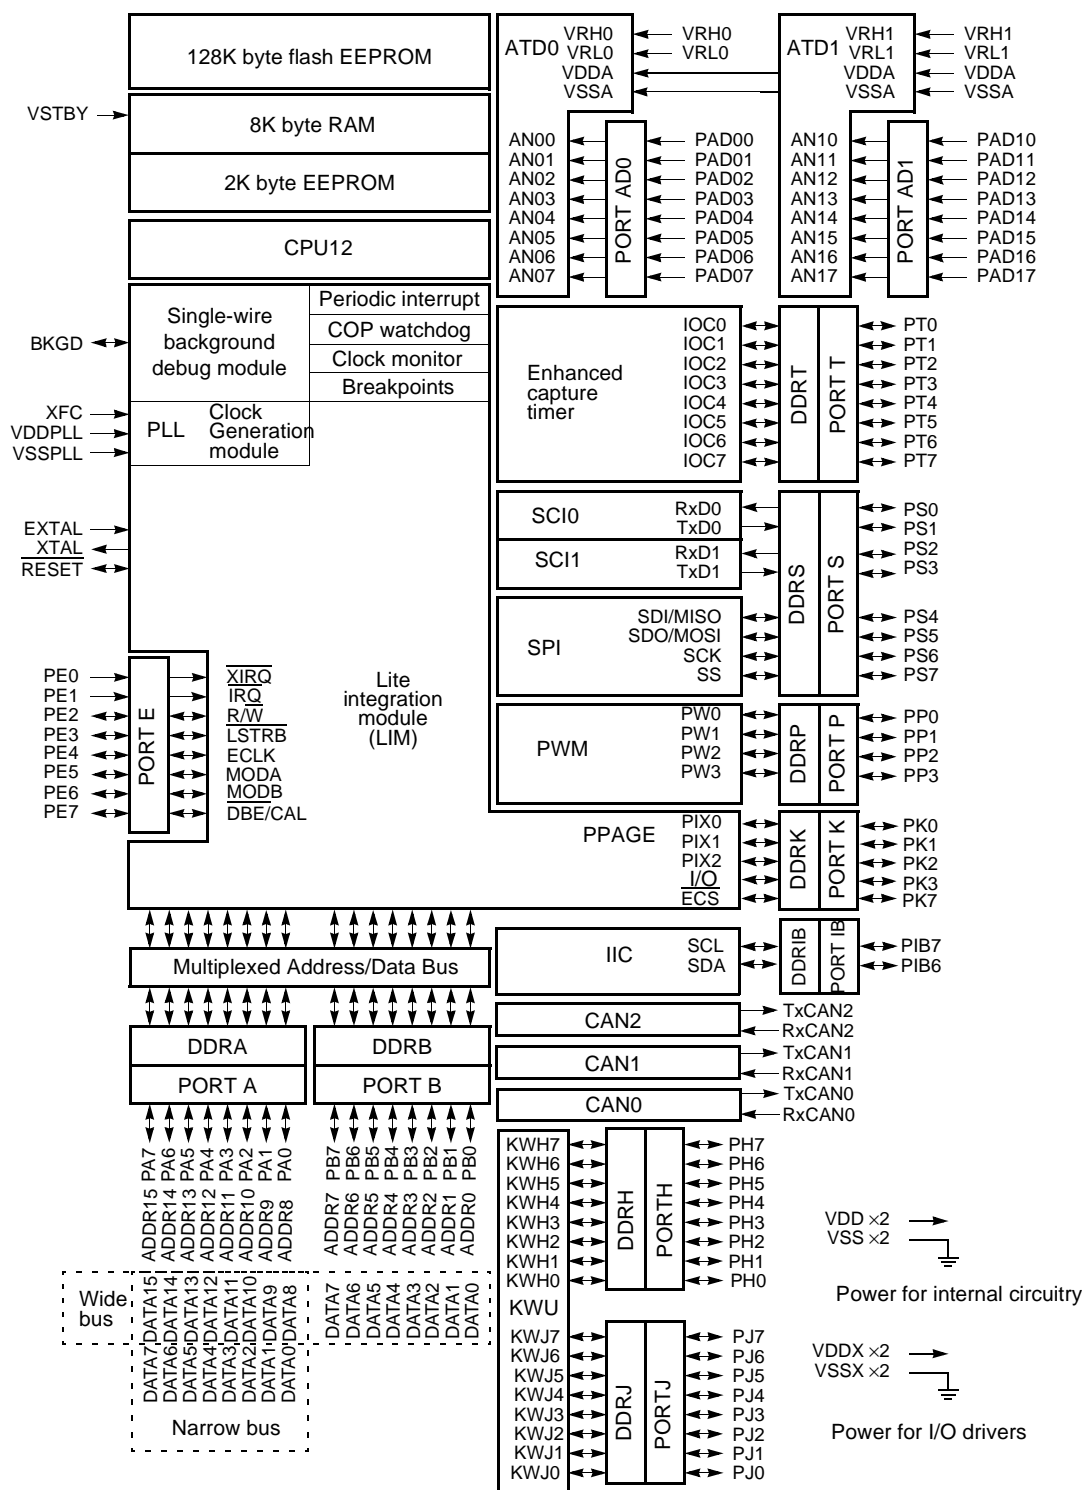 128K byte flash EEPROM
VSTBY
8K byte RAM
2K byte EEPROM
CPU12
Single-wire
background
debug module
Periodic interrupt
COP watchdog
Clock monitor
Breakpoints
BKGD
XFC
VDDPLL
VSSPLL
PLL
Clock
Generation
module
EXTAL
XTAL
RESET
PE0
PE1
PE2
PE3
PE4
PE5
PE6
PE7
PORT E
XIRQ
IRQ
R/W
LSTRB
ECLK
MODA
MODB
DBE/CAL
Lite
integration
module
(LIM)
PPAGE
PIX0
PIX1
PIX2
I/O
ECS
DDRK
PORT K
PK0
PK1
PK2
PK3
PK7
ATD0
VRH0
VRL0
VDDA
VSSA
VRH0
VRL0
AN00
AN01
AN02
AN03
AN04
AN05
AN06
AN07
PORT AD0
PAD00
PAD01
PAD02
PAD03
PAD04
PAD05
PAD06
PAD07
ATD1
VRH1
VRL1
VDDA
VSSA
VRH1
VRL1
VDDA
VSSA
AN10
AN11
AN12
AN13
AN14
AN15
AN16
AN17
PORT AD1
PAD10
PAD11
PAD12
PAD13
PAD14
PAD15
PAD16
PAD17
Enhanced
capture
timer
IOC0
IOC1
IOC2
IOC3
IOC4
IOC5
IOC6
IOC7
DDRT
PORT T
PT0
PT1
PT2
PT3
PT4
PT5
PT6
PT7
SCI0
RxD0
TxD0
SCI1
RxD1
TxD1
SPI
SDI/MISO
SDO/MOSI
SCK
SS
DDRS
PORT S
PS0
PS1
PS2
PS3
PS4
PS5
PS6
PS7
PWM
PW0
PW1
PW2
PW3
DDRP
PORT P
PP0
PP1
PP2
PP3
IIC
SCL
SDA
DDRIB
PORT IB
PIB7
PIB6
CAN2
TxCAN2
RxCAN2
CAN1
TxCAN1
RxCAN1
CAN0
TxCAN0
RxCAN0
Multiplexed Address/Data Bus
DDRA
PORT A
DDRB
PORT B
PA7
PA6
PA5
PA4
PA3
PA2
PA1
PA0
PB7
PB6
PB5
PB4
PB3
PB2
PB1
PB0
ADDR15
ADDR14
ADDR13
ADDR12
ADDR11
ADDR10
ADDR9
ADDR8
ADDR7
ADDR6
ADDR5
ADDR4
ADDR3
ADDR2
ADDR1
ADDR0
Wide
bus
DATA15
DATA14
DATA13
DATA12
DATA11
DATA10
DATA9
DATA8
DATA7
DATA6
DATA5
DATA4
DATA3
DATA2
DATA1
DATA0
DATA7
DATA6
DATA5
DATA4
DATA3
DATA2
DATA1
DATA0
Narrow bus
KWH7
KWH6
KWH5
KWH4
KWH3
KWH2
KWH1
KWH0
KWU
KWJ7
KWJ6
KWJ5
KWJ4
KWJ3
KWJ2
KWJ1
KWJ0
DDRH
PORTH
PH7
PH6
PH5
PH4
PH3
PH2
PH1
PH0
DDRJ
PORTJ
PJ7
PJ6
PJ5
PJ4
PJ3
PJ2
PJ1
PJ0
VDD ×2
VSS ×2
Power for internal circuitry
VDDX ×2
VSSX ×2
Power for I/O drivers